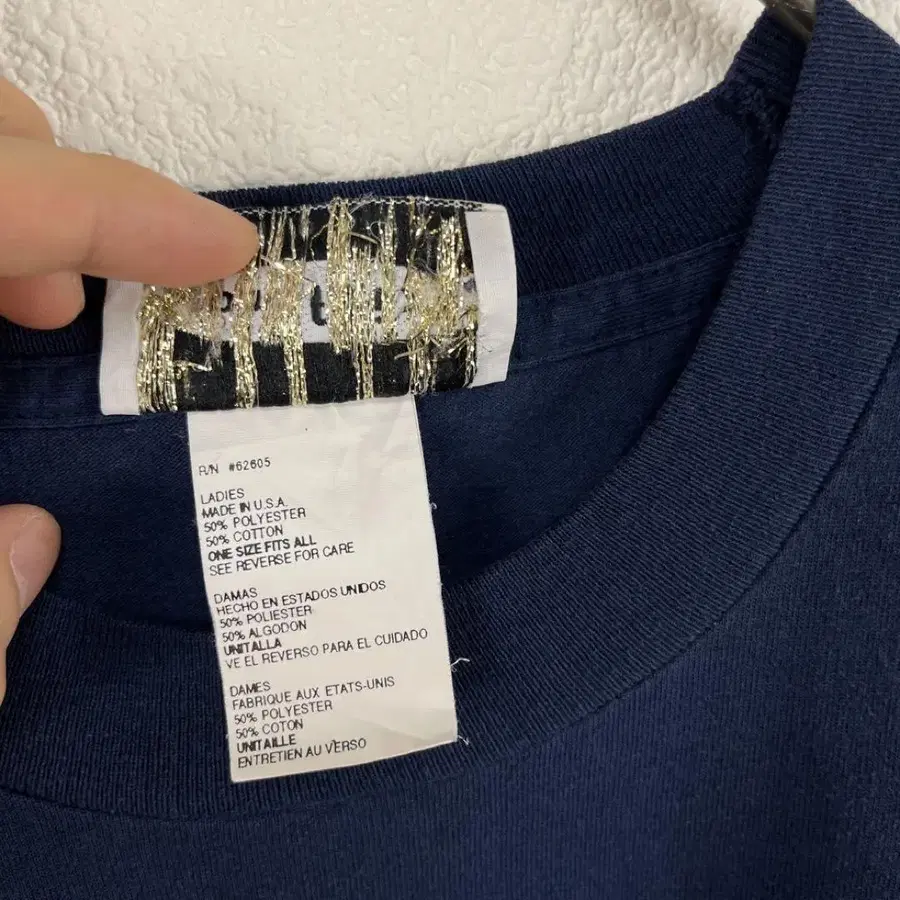 R/N #62605
LADIES
MADE IN U.S.A.
50% POLYESTER
50% COTTON
ONE SIZE FITS ALL
SEE REVERSE FOR CARE
DAMAS
HECHO EN ESTADOS UNIDOS
50% POLIESTER
50% ALGODON
UNITALLA
VE EL REVERSO PARA EL CUIDADO
DAMES
FABRIQUE AUX ETATS-UNIS
50% POLYESTER
50% COTON
UNITAILLE
ENTRETIEN AU VERSO